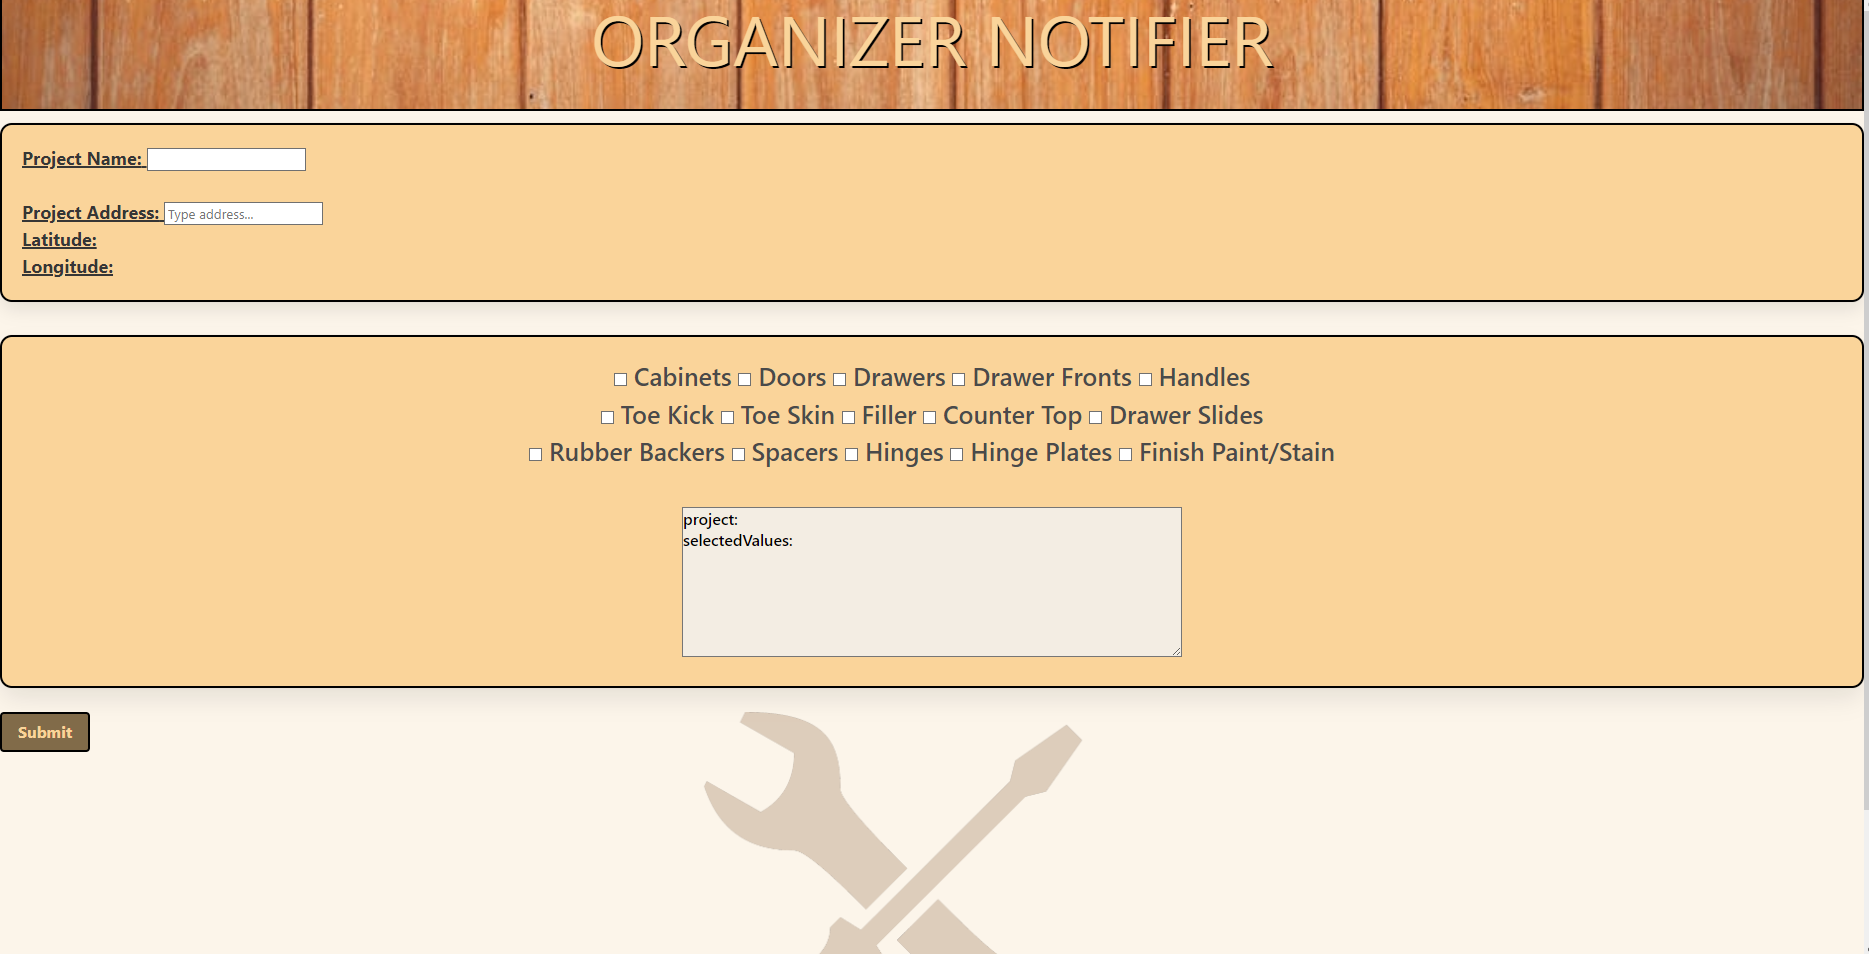 ORGANIZER NOTIFIER
Project Name:
Project Address: Type address...
Latitude:
Longitude:
Cabinets Doors Drawers Drawer Fronts Handles
Toe Kick Toe Skin Filler Counter Top Drawer Slides
Rubber Backers Spacers Hinges Hinge Plates Finish Paint/Stain
project:
selectedValues:
Submit